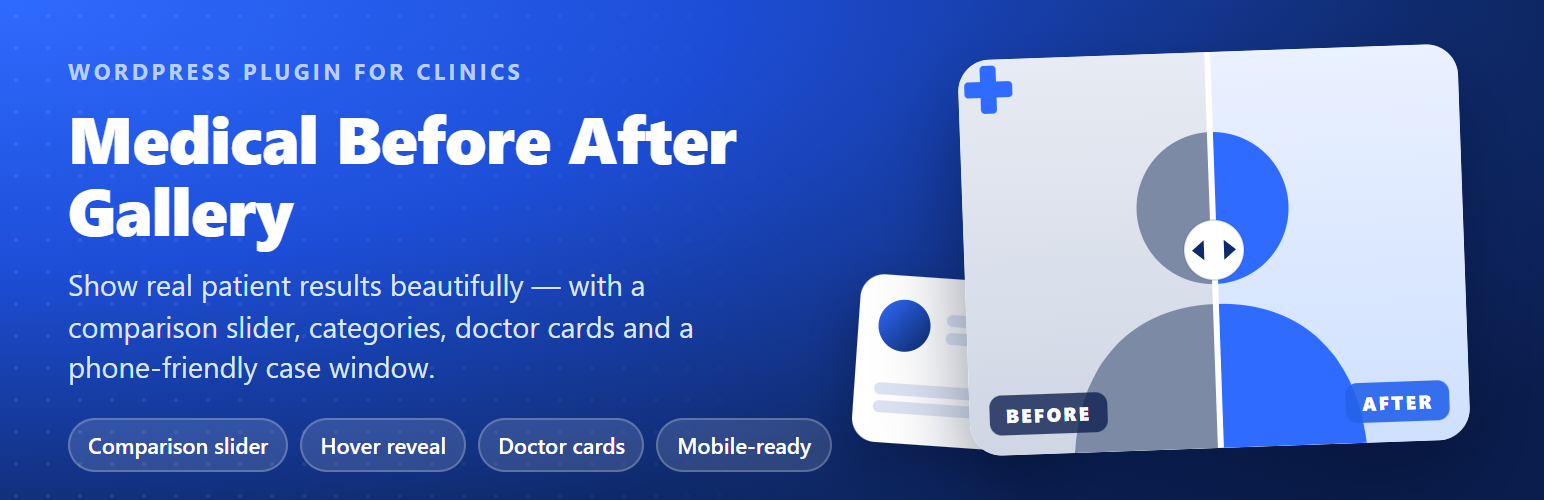 WORDPRESS PLUGIN FOR CLINICS
Medical Before After
Gallery
Show real patient results beautifully — with a
comparison slider, categories, doctor cards and a
phone-friendly case window.
Comparison slider
Hover reveal
Doctor cards
Mobile-ready
BEFORE
AFTER